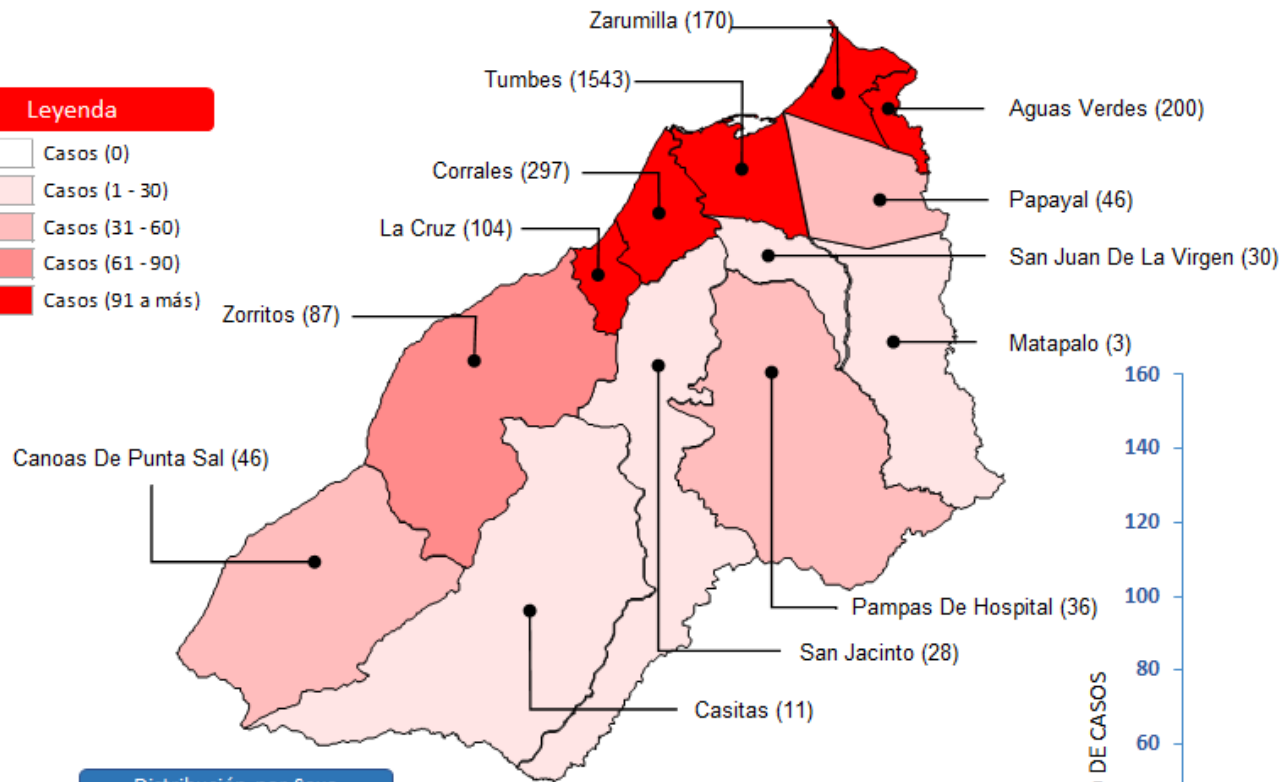 Zarumilla (170)
Tumbes (1543)
Leyenda
Casos (0)
Casos (1 - 30)
Casos (31 - 60)
Casos (61 - 90)
Casos (91 a más)
Aguas Verdes (200)
Corrales (297)
Papayal (46)
La Cruz (104)
San Juan De La Virgen (30)
Zorritos (87)
Matapalo (3)
Canoas De Punta Sal (46)
Pampas De Hospital (36)
San Jacinto (28)
Casitas (11)
160
140
120
100
80
60
DE CASOS